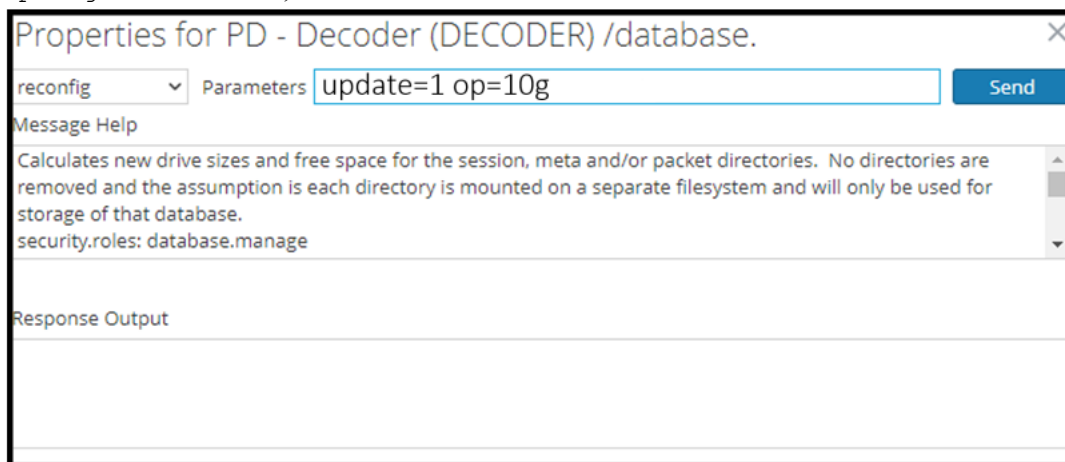 Properties for PD - Decoder (DECODER) /database.
reconfig Parameters update=1 op=10g Send
Message Help
Calculates new drive sizes and free space for the session, meta and/or packet directories. No directories are
removed and the assumption is each directory is mounted on a separate filesystem and will only be used for
storage of that database.
security.roles: database.manage
Response Output